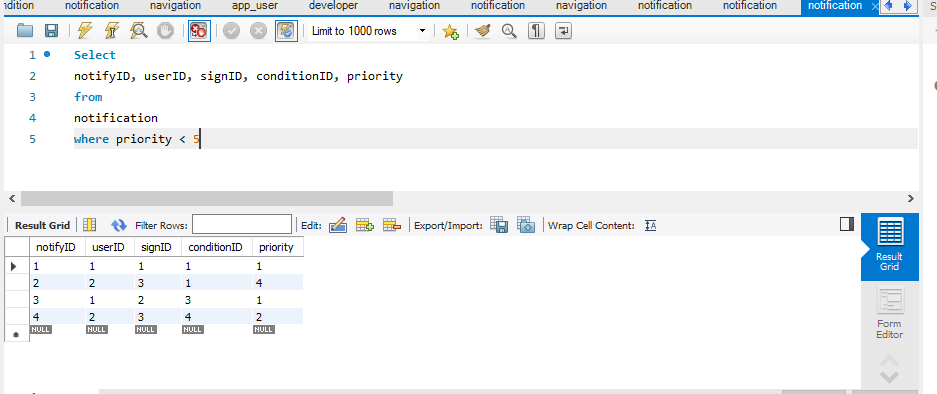 ndition notification navigation app_user developer navigation notification navigation notification notification notification
Limit to 1000 rows
1 Select
2 notifyID, userID, signID, conditionID, priority
3 from
4 notification
5 where priority < 5
Result Grid Filter Rows: Edit: Export/Import: Wrap Cell Content:
notifyID userID signID conditionID priority
1 1 1 1 1
2 2 3 1 4
3 1 2 3 1
4 2 3 4 2
NULL NULL NULL NULL NULL
Result
Grid
Form
Editor